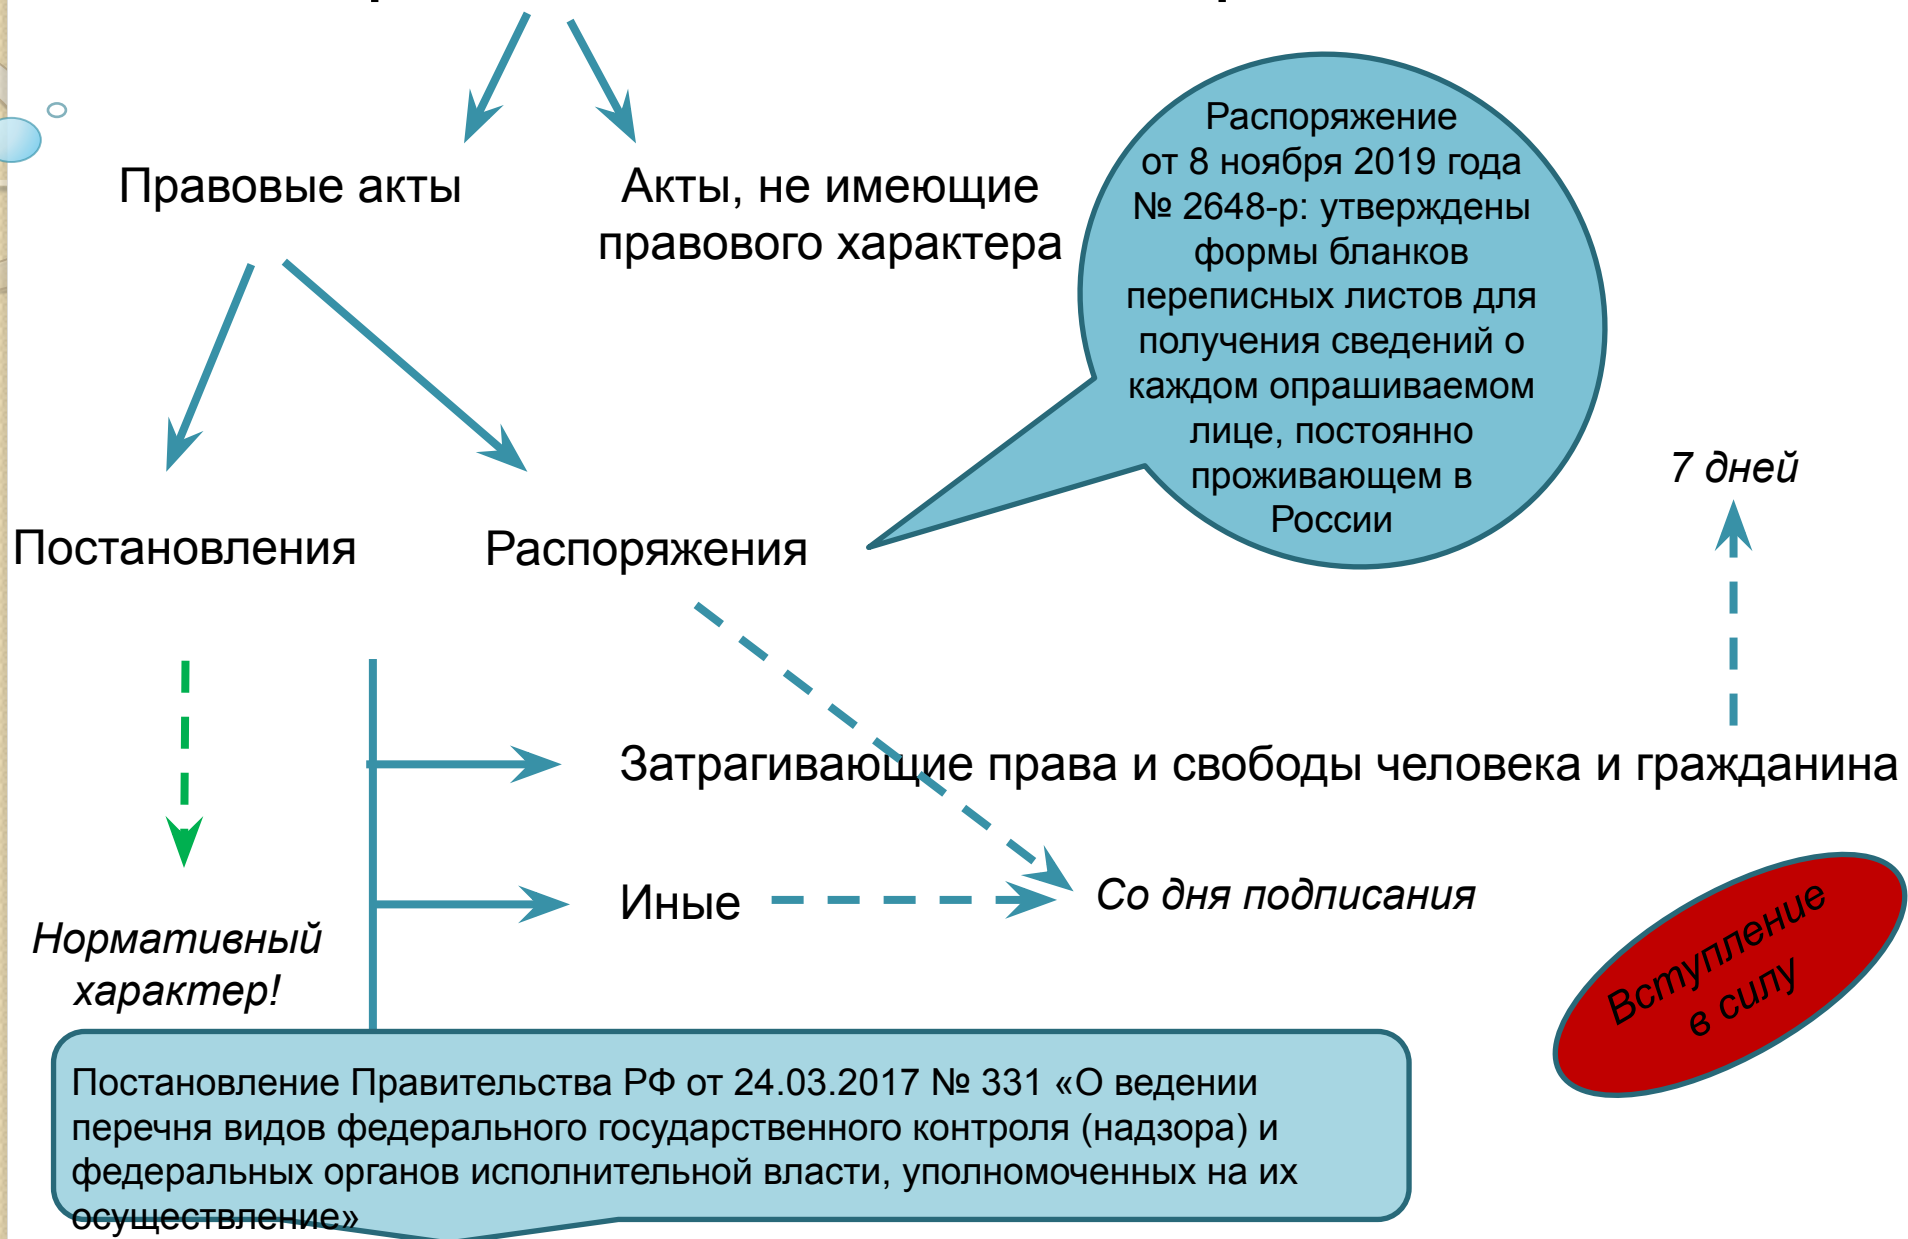 Правовые акты
Акты, не имеющие
правового характера
Распоряжение
от 8 ноября 2019 года
№ 2648-р: утверждены
формы бланков
переписных листов для
получения сведений о
каждом опрашиваемом
лице, постоянно
проживающем в
России
7 дней
Постановления
Распоряжения
Затрагивающие права и свободы человека и гражданина
Иные
Со дня подписания
Нормативный
характер!
Вступление
в силу
Постановление Правительства РФ от 24.03.2017 № 331 «О ведении
перечня видов федерального государственного контроля (надзора) и
федеральных органов исполнительной власти, уполномоченных на их
осуществление»